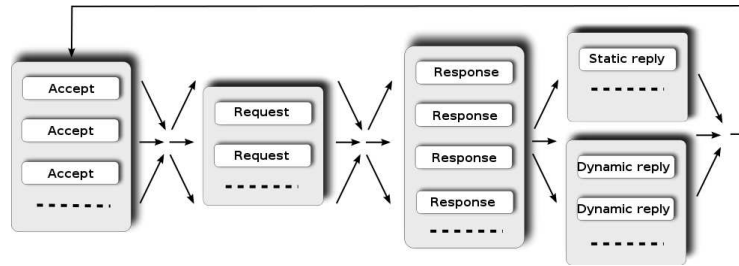 Accept
Accept
Accept
Request
Request
Response
Response
Response
Response
Static reply
Dynamic reply
Dynamic reply